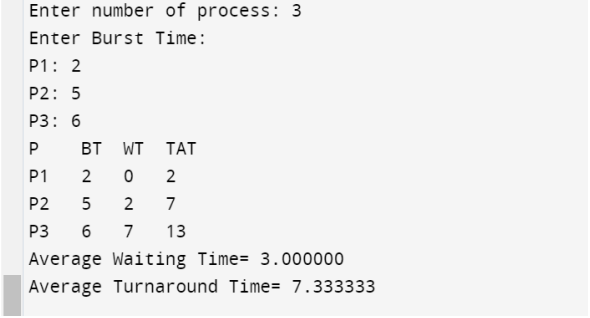 Enter number of process: 3
Enter Burst Time:
P1: 2
P2: 5
P3: 6
P BT WT TAT
P1 2 0 2
P2 5 2 7
P3 6 7 13
Average Waiting Time= 3.000000
Average Turnaround Time= 7.333333